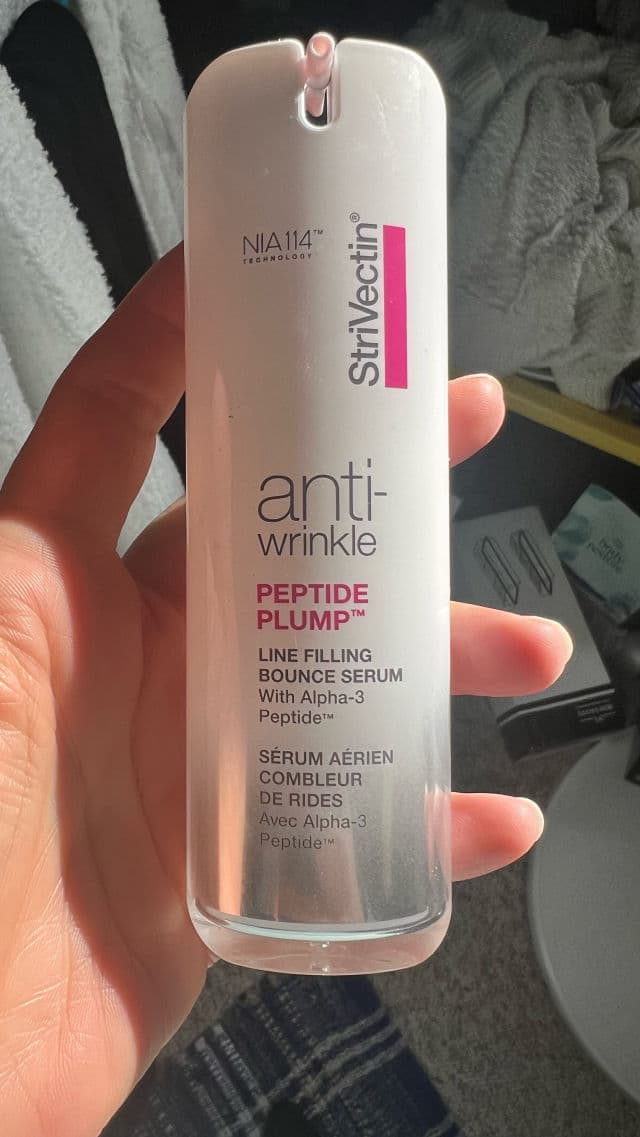 NIA114™
TECHNOLOGY
StriVectin®
anti-
wrinkle
PEPTIDE
PLUMP™
LINE FILLING
BOUNCE SERUM
With Alpha-3
Peptide™
SÉRUM AÉRIEN
COMBLEUR
DE RIDES
Avec Alpha-3
Peptide™